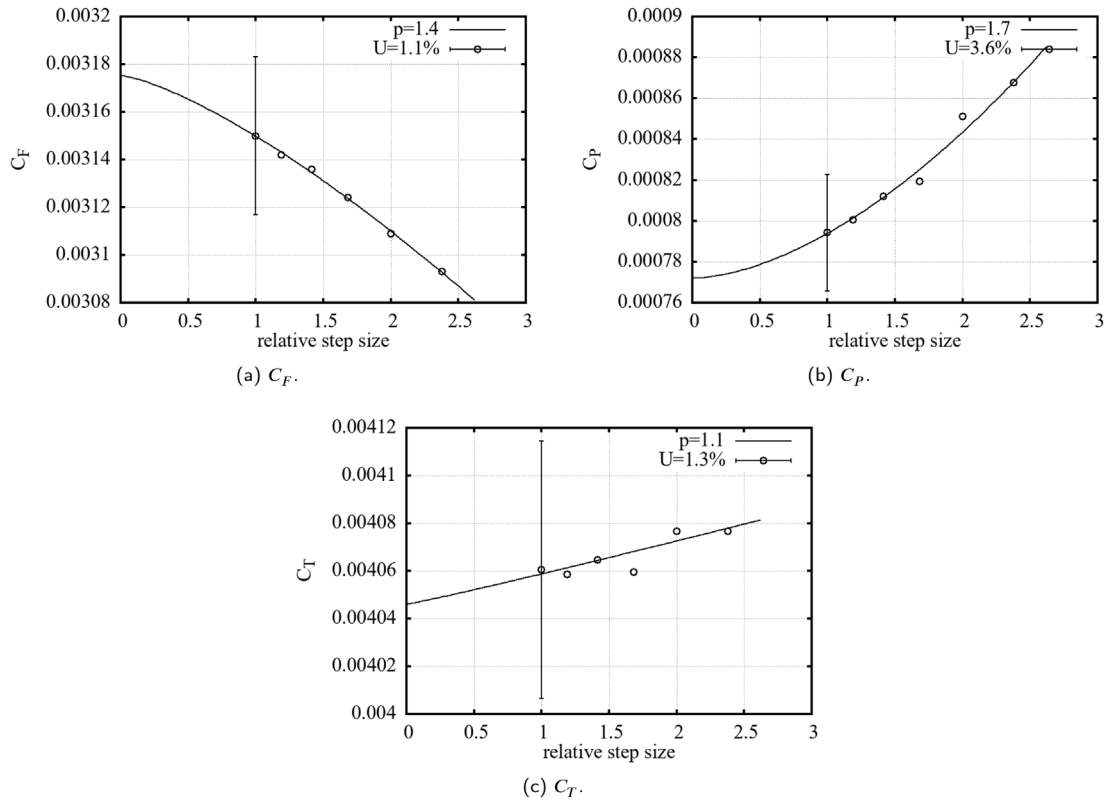 0.0032
0.00318
0.00316
0.00314
0.00312
0.0031
0.00308
C_F
p=1.4
U=1.1%
0 0.5 1 1.5 2 2.5 3
relative step size
(a) C_F.
0.0009
0.00088
0.00086
0.00084
0.00082
0.0008
0.00078
0.00076
C_P
p=1.7
U=3.6%
0 0.5 1 1.5 2 2.5 3
relative step size
(b) C_P.
0.00412
0.0041
0.00408
0.00406
0.00404
0.00402
0.004
C_T
p=1.1
U=1.3%
0 0.5 1 1.5 2 2.5 3
relative step size
(c) C_T.